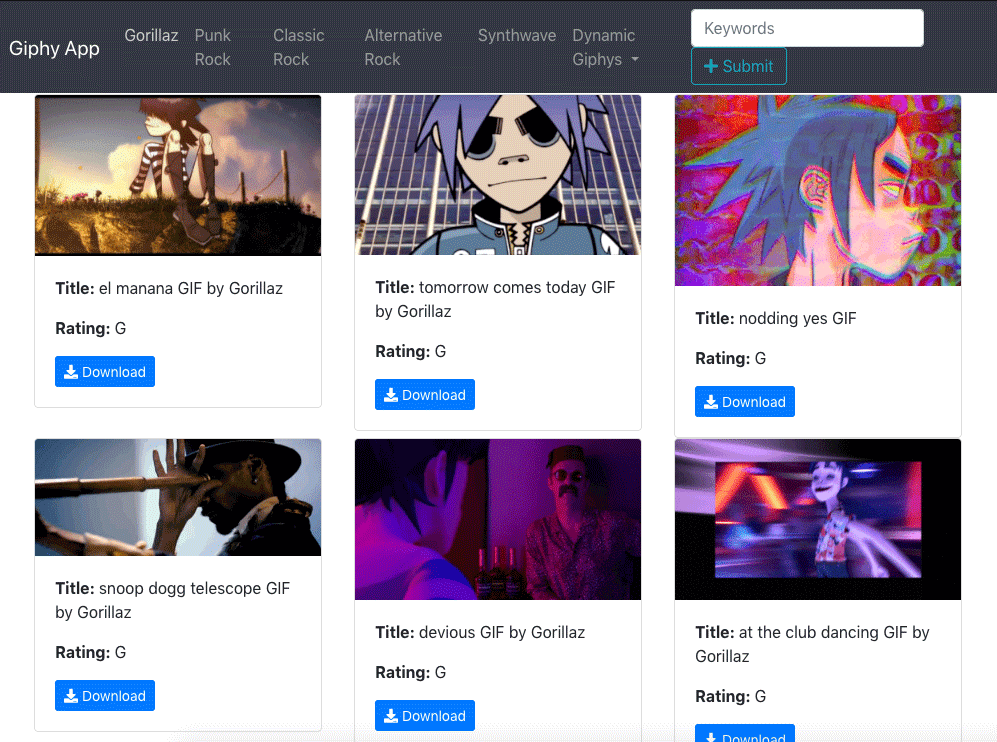 Giphy App
Gorillaz
Punk
Rock
Classic
Rock
Alternative
Rock
Synthwave
Dynamic
Giphys
Keywords
Submit
Title: el manana GIF by Gorillaz
Rating: G
Download
Title: tomorrow comes today GIF
by Gorillaz
Rating: G
Download
Title: nodding yes GIF
Rating: G
Download
Title: snoop dogg telescope GIF
by Gorillaz
Rating: G
Download
Title: devious GIF by Gorillaz
Rating: G
Download
Title: at the club dancing GIF by
Gorillaz
Rating: G
Download